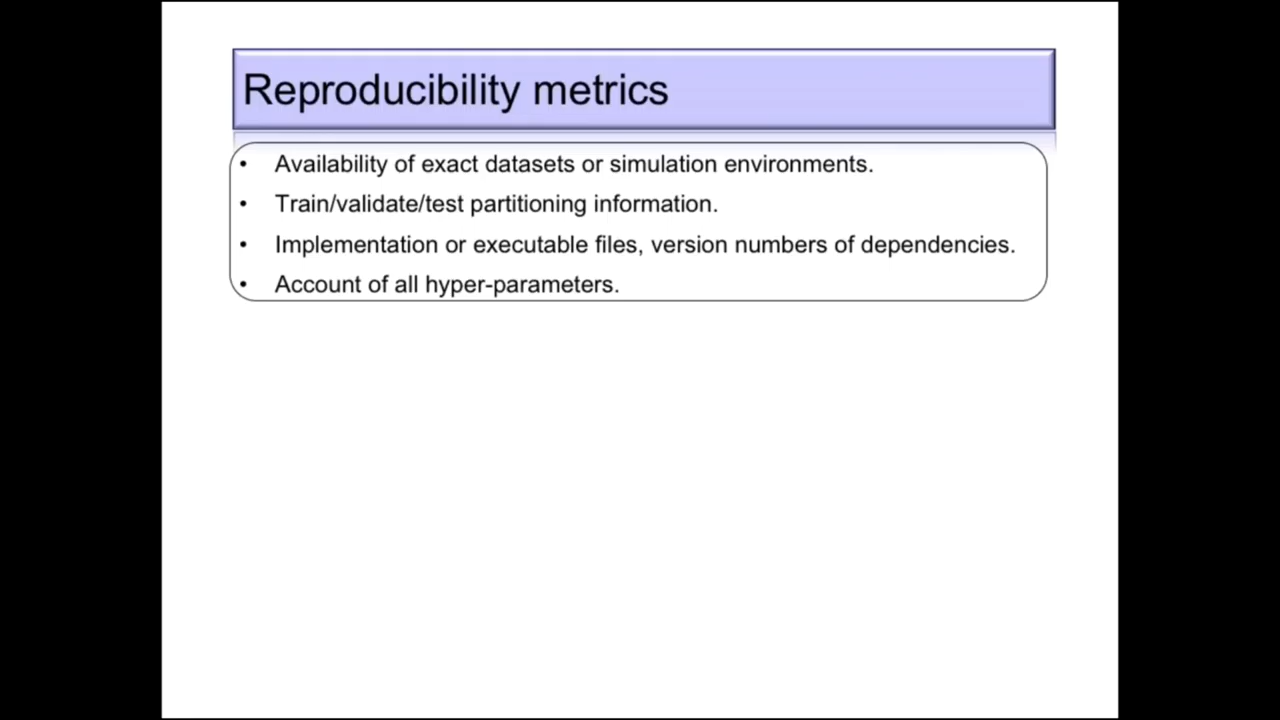 Reproducibility metrics
• Availability of exact datasets or simulation environments.
• Train/validate/test partitioning information.
• Implementation or executable files, version numbers of dependencies.
• Account of all hyper-parameters.